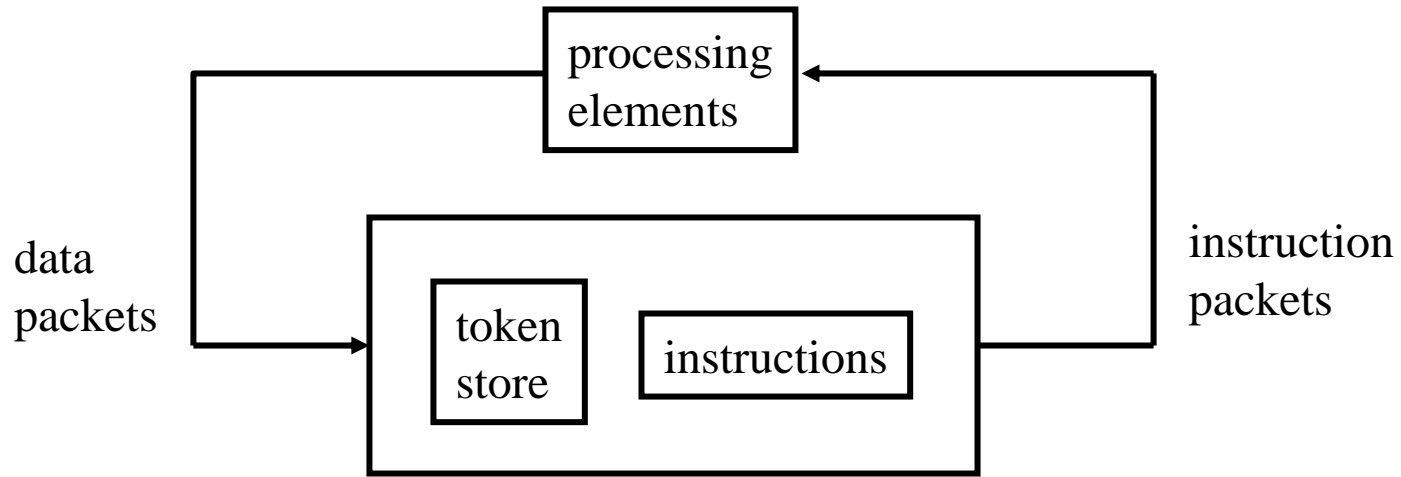 processing
elements
data
packets
token
store
instructions
instruction
packets